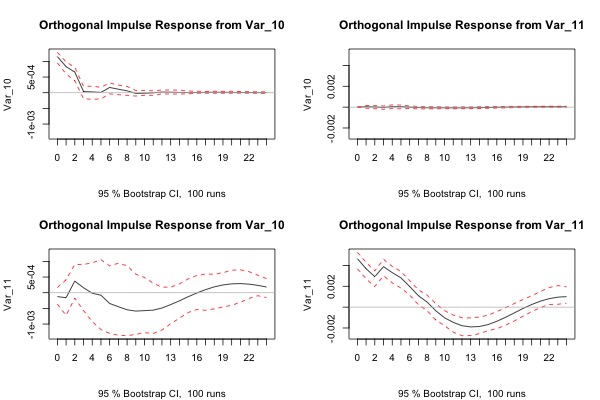 Orthogonal Impulse Response from Var_10
Var_10
5e-04
-1e-03
0 2 4 6 8 10 13 16 19 22
95 % Bootstrap CI, 100 runs
Orthogonal Impulse Response from Var_11
Var_10
0.002
-0.002
0 2 4 6 8 10 13 16 19 22
95 % Bootstrap CI, 100 runs
Orthogonal Impulse Response from Var_10
Var_11
5e-04
-1e-03
0 2 4 6 8 10 13 16 19 22
95 % Bootstrap CI, 100 runs
Orthogonal Impulse Response from Var_11
Var_11
0.002
-0.002
0 2 4 6 8 10 13 16 19 22
95 % Bootstrap CI, 100 runs